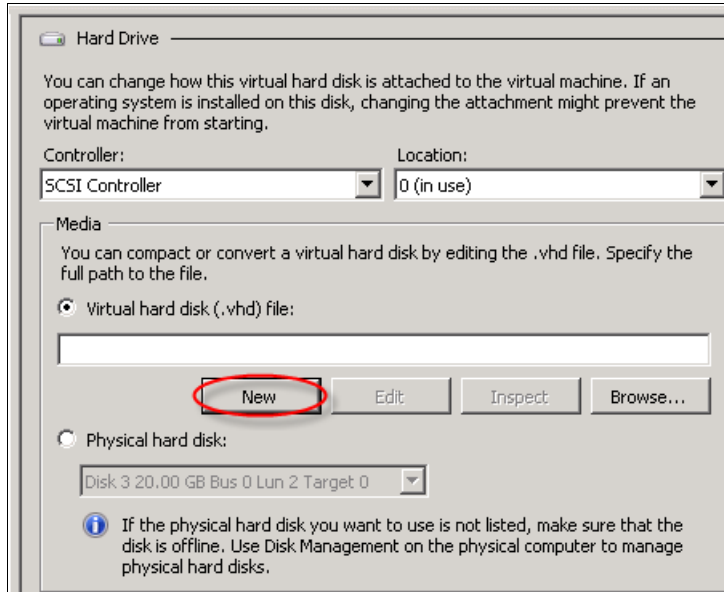 Hard Drive
You can change how this virtual hard disk is attached to the virtual machine. If an
operating system is installed on this disk, changing the attachment might prevent the
virtual machine from starting.
Controller: Location:
SCSI Controller 0 (in use)
Media
You can compact or convert a virtual hard disk by editing the .vhd file. Specify the
full path to the file.
Virtual hard disk (.vhd) file:
New Edit Inspect Browse...
Physical hard disk:
Disk 3 20.00 GB Bus 0 Lun 2 Target 0
If the physical hard disk you want to use is not listed, make sure that the
disk is offline. Use Disk Management on the physical computer to manage
physical hard disks.